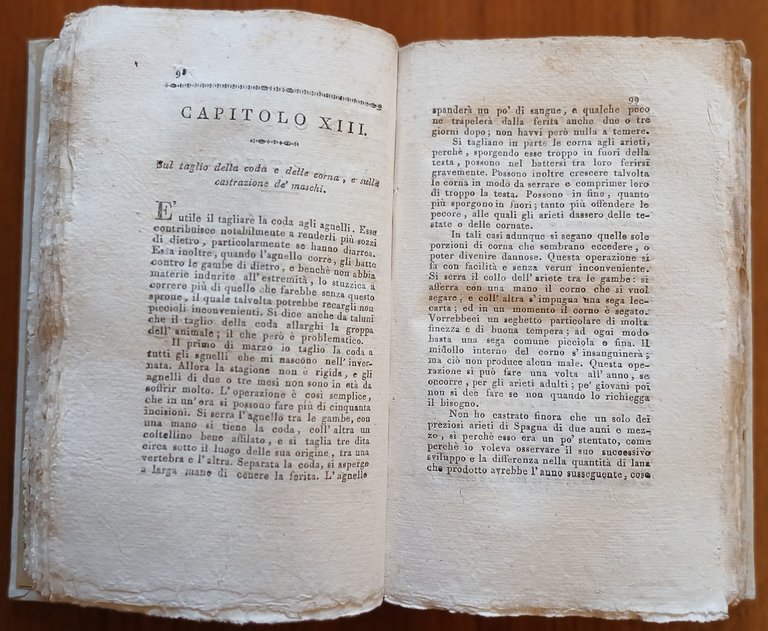 98
CAPITOLO XIII.
Sul taglio della coda e delle corna, e sulla
castrazione de' maschi.
E' utile il tagliare la coda agli agnelli. Essa
contribuisce notabilmente a renderli più sozzi
di dietro, particolarmente se hanno diarrea.
Essa inoltre, quando l'agnello corre, gli batte
contro le gambe di dietro, e benchè non abbia
materie indurite all'estremità, lo stuzzica a
correre più di quello che farebbe senza questo
sprone, il quale talvolta potrebbe recargli non
piccioli inconvenienti. Si dice anche da taluni
che il taglio della coda allarghi la groppa
dell'animale; il che però è problematico.
Il primo di marzo io taglio la coda a
tutti gli agnelli che mi nascono nell'inver-
nata. Allora la stagione non è rigida, e gli
agnelli di due o tre mesi non sono in età da
soffrir molto. L'operazione è così semplice,
che in un'ora si possono fare più di cinquanta
incisioni. Si serra l'agnello tra le gambe, con
una mano si tiene la coda, coll'altra un
coltellino bene affilato, e si taglia tre dita
circa sotto il luogo della sua origine, tra una
vertebra e l'altra. Separata la coda, si asperge
a larga mano di cenere la ferita. L'agnello
99
spanderà un po' di sangue, e qualche poco
ne trapelerà dalla ferita anche due o tre
giorni dopo; non havvi però nulla a temere.
Si tagliano in parte le corna agli arieti,
perchè, sporgendo esse troppo in fuori della
testa, possono nel battersi tra loro ferirsi
gravemente. Possono inoltre crescere talvolta
le corna in modo da serrare e comprimer loro
di troppo la testa. Possono in fine, quanto
più sporgono in fuori; tanto più offendere le
pecore, alle quali gli arieti dassero delle te-
state o delle cornate.
In tali casi adunque si segano quelle sole
porzioni di corna che sembrano eccedere, o
poter divenire dannose. Questa operazione si
fa con facilità e senza verun inconveniente.
Si serra il collo dell'ariete tra le gambe: si
afferra con una mano il corno che si vuol
segare, e coll'altra s'impugna una sega lec-
carta; ed in un momento il corno è segato.
Vorrebbesi un seghetto particolare di molta
finezza e di buona tempera; ad ogni modo
basta una sega comune picciola e fina. Il
midollo interno del corno s'insanguinerà;
ma ciò non produce alcun male. Questa ope-
razione si può fare una volta all'anno, se
occorre, per gli arieti adulti; pe' giovani poi
non si dee fare se non quando lo richiegga
il bisogno.
Non ho castrato finora che un solo dei
preziosi arieti di Spagna di due anni e mez-
zo, sì perchè esso era un po' stentato, come
perchè io voleva osservare il suo successivo
sviluppo e la differenza nella quantità di lana
che prodotto avrebbe l'anno susseguente, cose